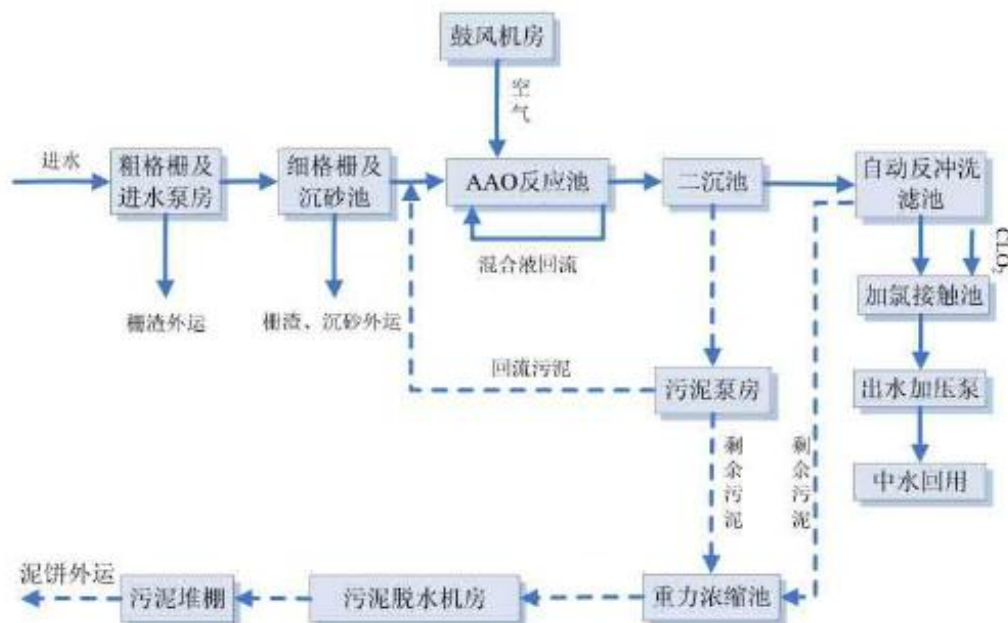 鼓风机房
空气
进水
粗格栅及
进水泵房
细格栅及
沉砂池
AAO反应池
二沉池
自动反冲洗
滤池
混合液回流
CLO₂
栅渣外运
栅渣、沉砂外运
加氯接触池
回流污泥
污泥泵房
出水加压泵
剩余污泥
剩余污泥
中水回用
泥饼外运
污泥堆棚
污泥脱水机房
重力浓缩池